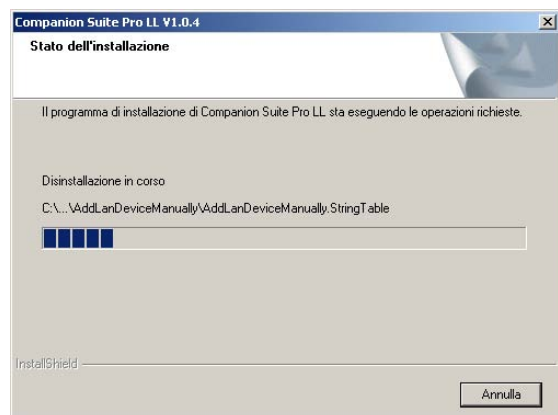 Companion Suite Pro LL V1.0.4
Stato dell'installazione
Il programma di installazione di Companion Suite Pro LL sta eseguendo le operazioni richieste.
Disinstallazione in corso
C:\...\AddLanDeviceManually\AddLanDeviceManually.StringTable
InstallShield
Annulla